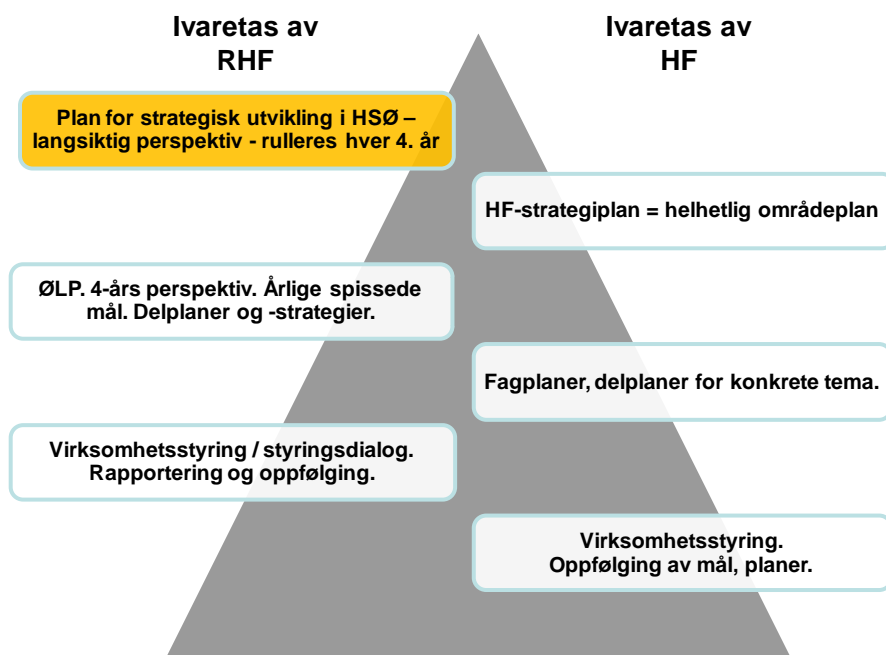 Ivaretas av
RHF
Ivaretas av
HF
Plan for strategisk utvikling i HSØ –
langsiktig perspektiv - rulleres hver 4. år
HF-strategiplan = helhetlig områdeplan
ØLP. 4-års perspektiv. Årlige spissede
mål. Delplaner og -strategier.
Fagplaner, delplaner for konkrete tema.
Virksomhetsstyring / styringsdialog.
Rapportering og oppfølging.
Virksomhetsstyring.
Oppfølging av mål, planer.